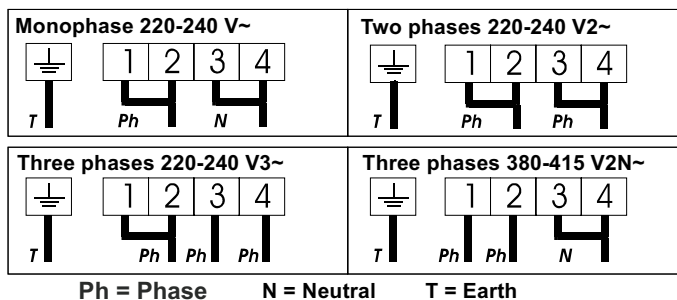 Monophase 220-240 V~
1 2 3 4
T Ph N
Two phases 220-240 V2~
1 2 3 4
T Ph Ph
Three phases 220-240 V3~
1 2 3 4
T Ph Ph Ph
Three phases 380-415 V2N~
1 2 3 4
T Ph Ph N
Ph = Phase N = Neutral T = Earth